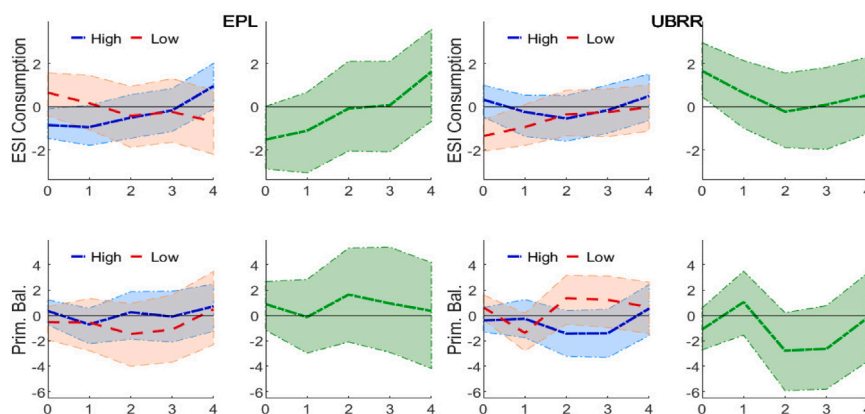 EPL UBRR
High Low High Low
ESI Consumption ESI Consumption
2 2 2 2
0 0 0 0
-2 -2 -2 -2
0 1 2 3 4 0 1 2 3 4 0 1 2 3 4 0 1 2 3 4
High Low High Low
Prim. Bal. Prim. Bal.
4 4 4 4
2 2 2 2
0 0 0 0
-2 -2 -2 -2
-4 -4 -4 -4
-6 -6 -6 -6
0 1 2 3 4 0 1 2 3 4 0 1 2 3 4 0 1 2 3 4